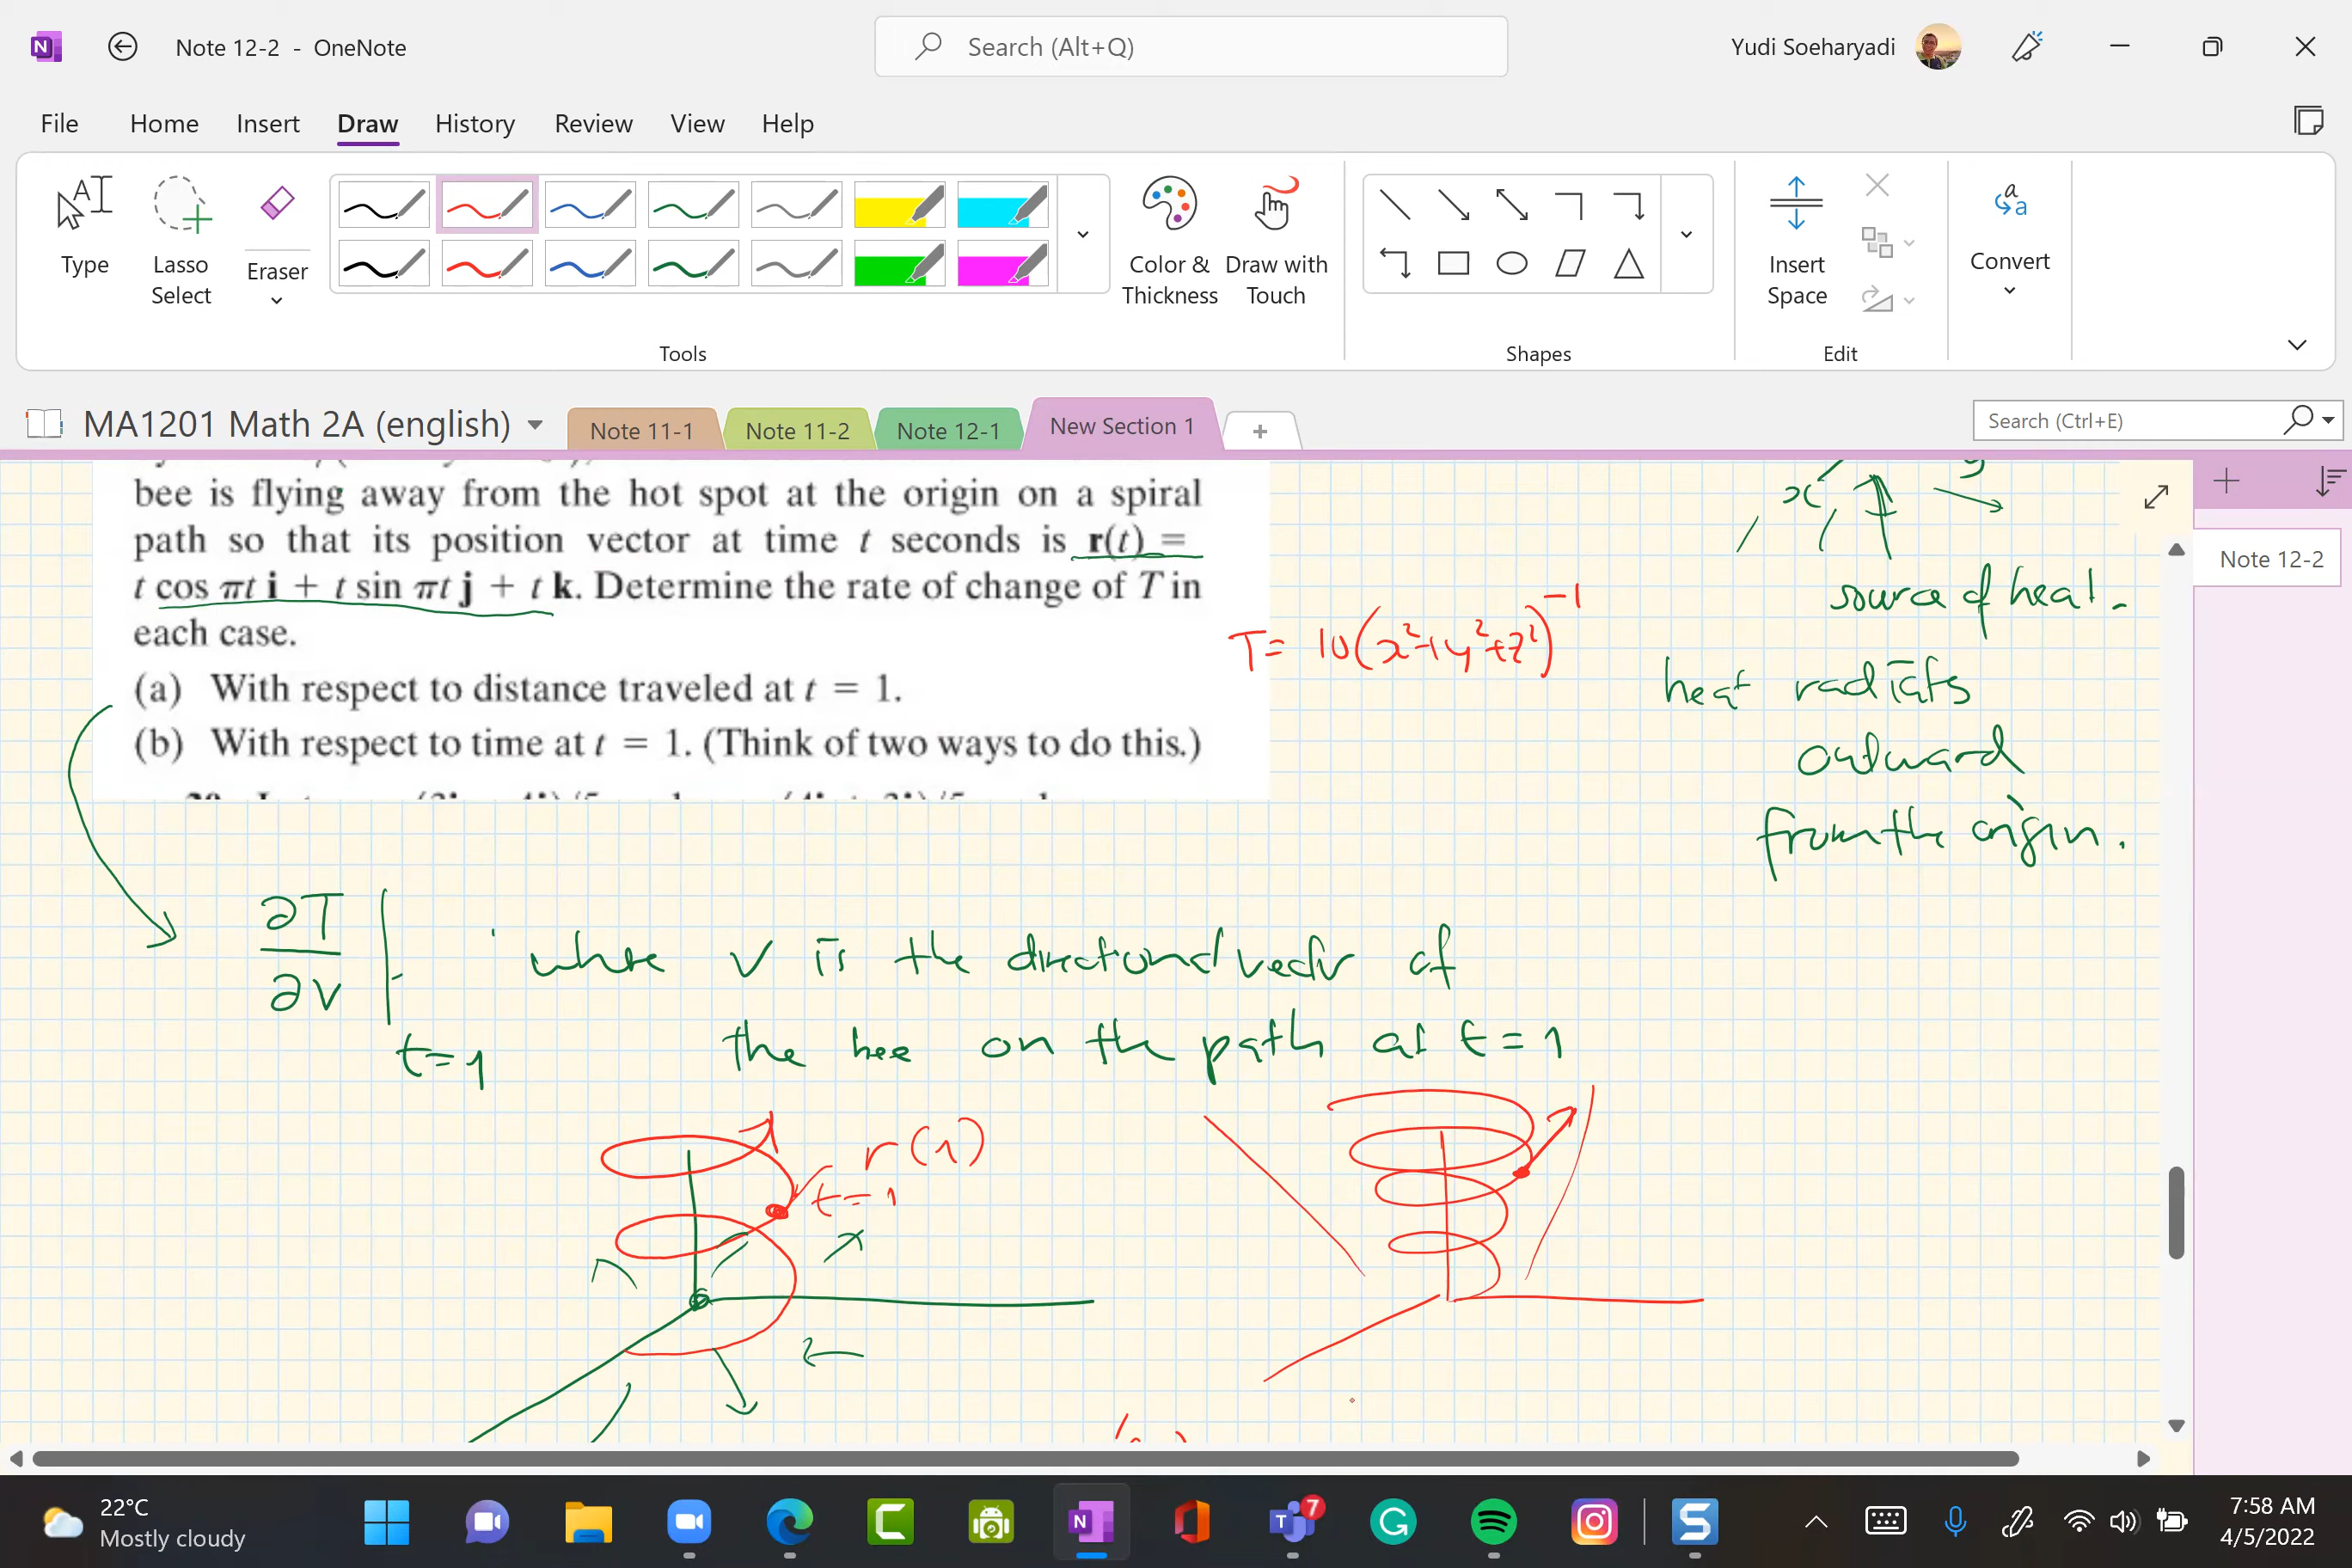 Note 12-2 - OneNote
Search (Alt+Q)
Yudi Soeharyadi
File Home Insert Draw History Review View Help
Type
Lasso Select
Eraser
Color & Thickness
Draw with Touch
Insert Space
Convert
Tools
Shapes
Edit
MA1201 Math 2A (english)
Note 11-1
Note 11-2
Note 12-1
New Section 1
Search (Ctrl+E)
Note 12-2
bee is flying away from the hot spot at the origin on a spiral
path so that its position vector at time t seconds is r(t) =
t cos πt i + t sin πt j + t k. Determine the rate of change of T in
each case.
(a) With respect to distance traveled at t = 1.
(b) With respect to time at t = 1. (Think of two ways to do this.)
T = 10(x²+y²+z²)⁻¹
x
y
source of heat.
heat radiats
outward
from the origin.
∂T/∂v |t=1 where v is the directional vector of
the bee on the path at t=1
r(1)
t=1
22°C
Mostly cloudy
7
7:58 AM
4/5/2022